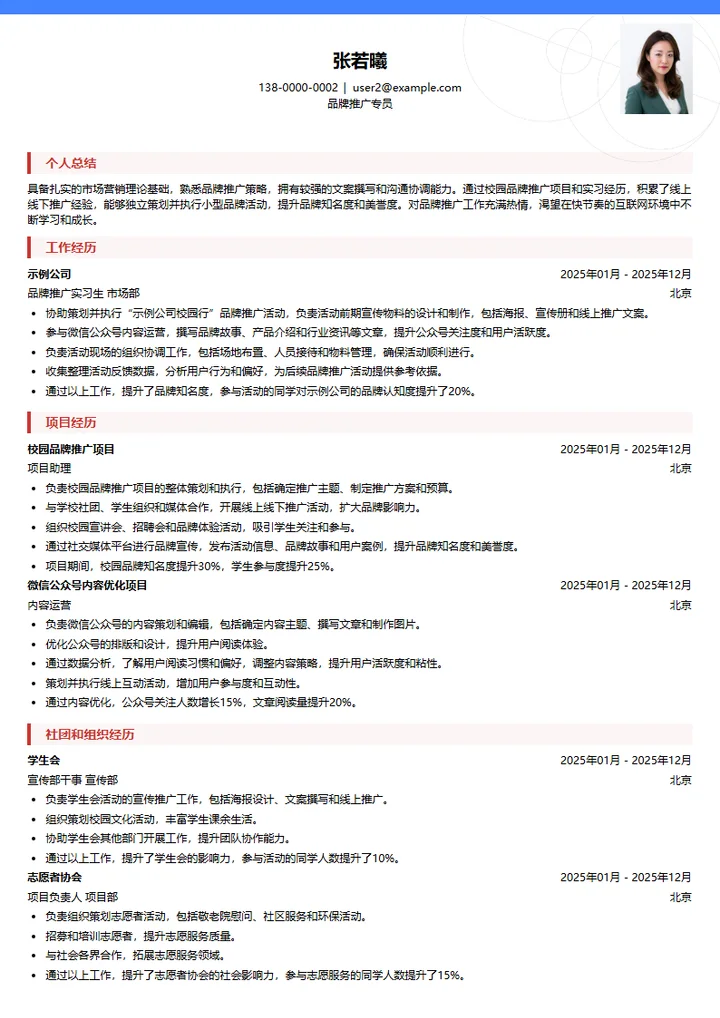 张若曦
138-0000-0002 | user2@example.com
品牌推广专员
个人总结
具备扎实的市场营销理论基础，熟悉品牌推广策略，拥有较强的文案撰写和沟通协调能力。通过校园品牌推广项目和实习经历，积累了线上
线下推广经验，能够独立策划并执行小型品牌活动，提升品牌知名度和美誉度。对品牌推广工作充满热情，渴望在快节奏的互联网环境中不
断学习和成长。
工作经历
示例公司 2025年01月 - 2025年12月
品牌推广实习生 市场部 北京
• 协助策划并执行“示例公司校园行”品牌推广活动，负责活动前期宣传物料的设计和制作，包括海报、宣传册和线上推广文案。
• 参与微信公众号内容运营，撰写品牌故事、产品介绍和行业资讯等文章，提升公众号关注度和用户活跃度。
• 负责活动现场的组织协调工作，包括场地布置、人员接待和物料管理，确保活动顺利进行。
• 收集整理活动反馈数据，分析用户行为和偏好，为后续品牌推广活动提供参考依据。
• 通过以上工作，提升了品牌知名度，参与活动的同学对示例公司的品牌认知度提升了20%。
项目经历
校园品牌推广项目 2025年01月 - 2025年12月
项目助理 北京
• 负责校园品牌推广项目的整体策划和执行，包括确定推广主题、制定推广方案和预算。
• 与学校社团、学生组织和媒体合作，开展线上线下推广活动，扩大品牌影响力。
• 组织校园宣讲会、招聘会和品牌体验活动，吸引学生关注和参与。
• 通过社交媒体平台进行品牌宣传，发布活动信息、品牌故事和用户案例，提升品牌知名度和美誉度。
• 项目期间，校园品牌知名度提升30%，学生参与度提升25%。
微信公众号内容优化项目 2025年01月 - 2025年12月
内容运营 北京
• 负责微信公众号的内容策划和编辑，包括确定内容主题、撰写文章和制作图片。
• 优化公众号的排版和设计，提升用户阅读体验。
• 通过数据分析，了解用户阅读习惯和偏好，调整内容策略，提升用户活跃度和粘性。
• 策划并执行线上互动活动，增加用户参与度和互动性。
• 通过内容优化，公众号关注人数增长15%，文章阅读量提升20%。
社团和组织经历
学生会 2025年01月 - 2025年12月
宣传部干事 宣传部 北京
• 负责学生会活动的宣传推广工作，包括海报设计、文案撰写和线上推广。
• 组织策划校园文化活动，丰富学生课余生活。
• 协助学生会其他部门开展工作，提升团队协作能力。
• 通过以上工作，提升了学生会的影响力，参与活动的同学人数提升了10%。
志愿者协会 2025年01月 - 2025年12月
项目负责人 项目部 北京
• 负责组织策划志愿者活动，包括敬老院慰问、社区服务和环保活动。
• 招募和培训志愿者，提升志愿服务质量。
• 与社会各界合作，拓展志愿服务领域。
• 通过以上工作，提升了志愿者协会的社会影响力，参与志愿服务的同学人数提升了15%。